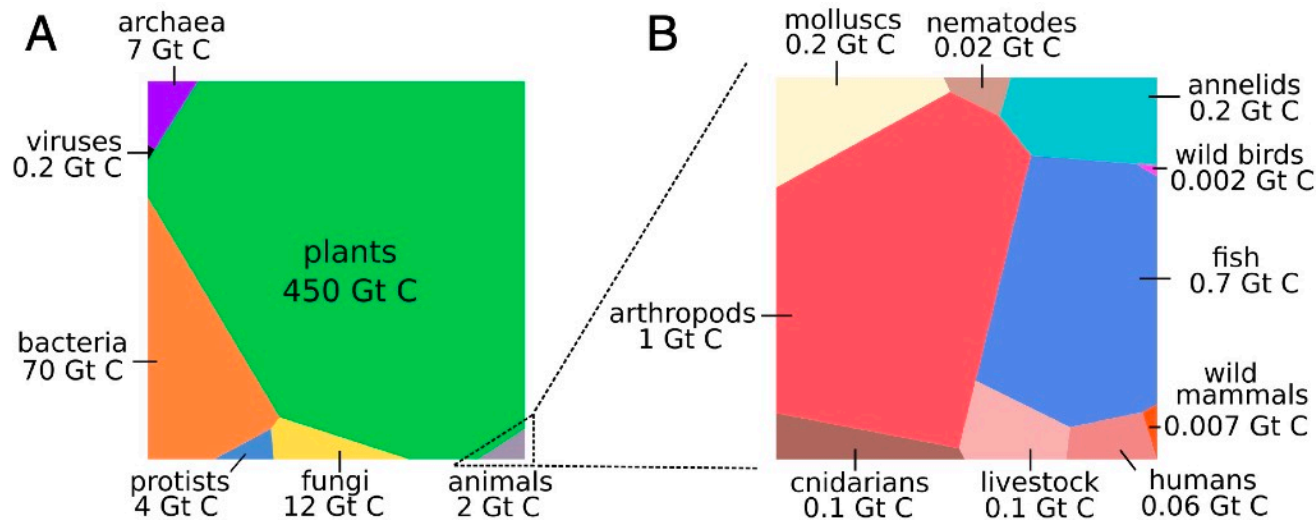 A
archaea
7 Gt C
viruses
0.2 Gt C
plants
450 Gt C
bacteria
70 Gt C
protists
4 Gt C
fungi
12 Gt C
animals
2 Gt C
B
molluscs
0.2 Gt C
nematodes
0.02 Gt C
annelids
0.2 Gt C
wild birds
0.002 Gt C
fish
0.7 Gt C
arthropods
1 Gt C
wild
mammals
0.007 Gt C
cnidarians
0.1 Gt C
livestock
0.1 Gt C
humans
0.06 Gt C